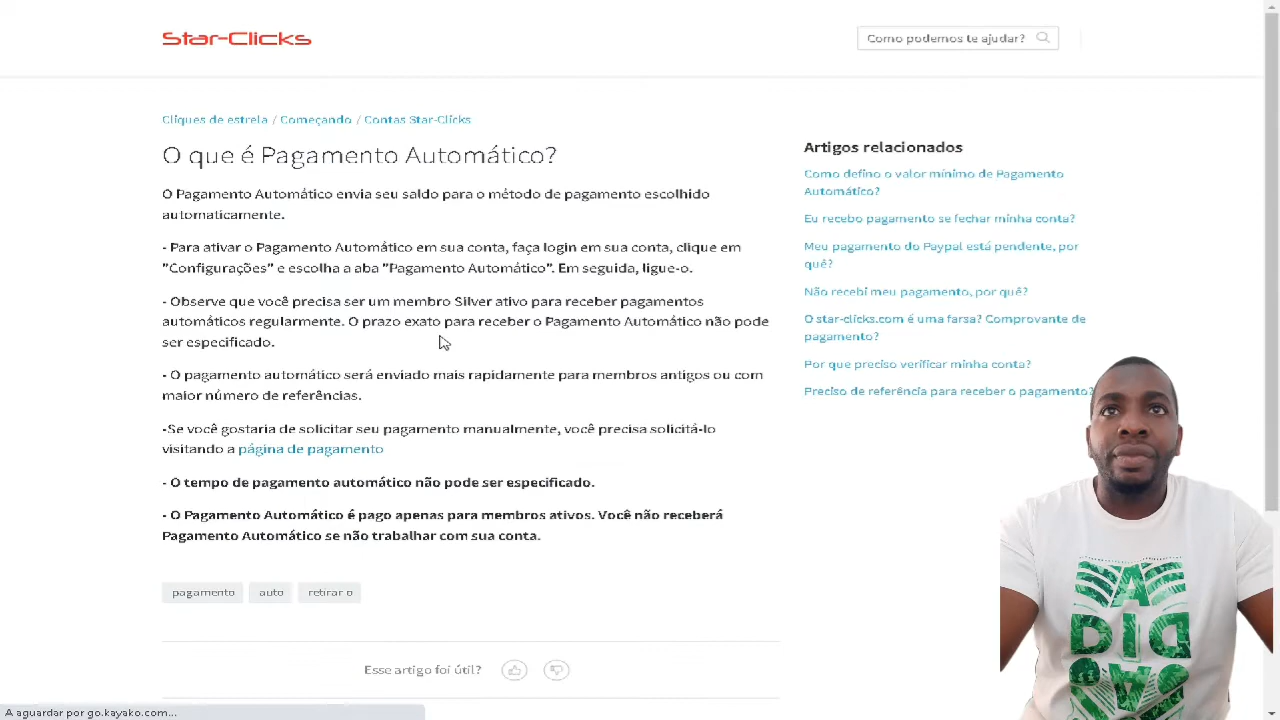 Star-Clicks
Como podemos te ajudar?
Cliques de estrela / Começando / Contas Star-Clicks
O que é Pagamento Automático?
O Pagamento Automático envia seu saldo para o método de pagamento escolhido
automaticamente.
- Para ativar o Pagamento Automático em sua conta, faça login em sua conta, clique em
"Configurações" e escolha a aba "Pagamento Automático". Em seguida, ligue-o.
- Observe que você precisa ser um membro Silver ativo para receber pagamentos
automáticos regularmente. O prazo exato para receber o Pagamento Automático não pode
ser especificado.
- O pagamento automático será enviado mais rapidamente para membros antigos ou com
maior número de referências.
-Se você gostaria de solicitar seu pagamento manualmente, você precisa solicitá-lo
visitando a página de pagamento
- O tempo de pagamento automático não pode ser especificado.
- O Pagamento Automático é pago apenas para membros ativos. Você não receberá
Pagamento Automático se não trabalhar com sua conta.
pagamento auto retirar o
Esse artigo foi útil?
Artigos relacionados
Como defino o valor mínimo de Pagamento
Automático?
Eu recebo pagamento se fechar minha conta?
Meu pagamento do Paypal está pendente, por
quê?
Não recebi meu pagamento, por quê?
O star-clicks.com é uma farsa? Comprovante de
pagamento?
Por que preciso verificar minha conta?
Preciso de referência para receber o pagamento?
A aguardar por go.kayako.com...